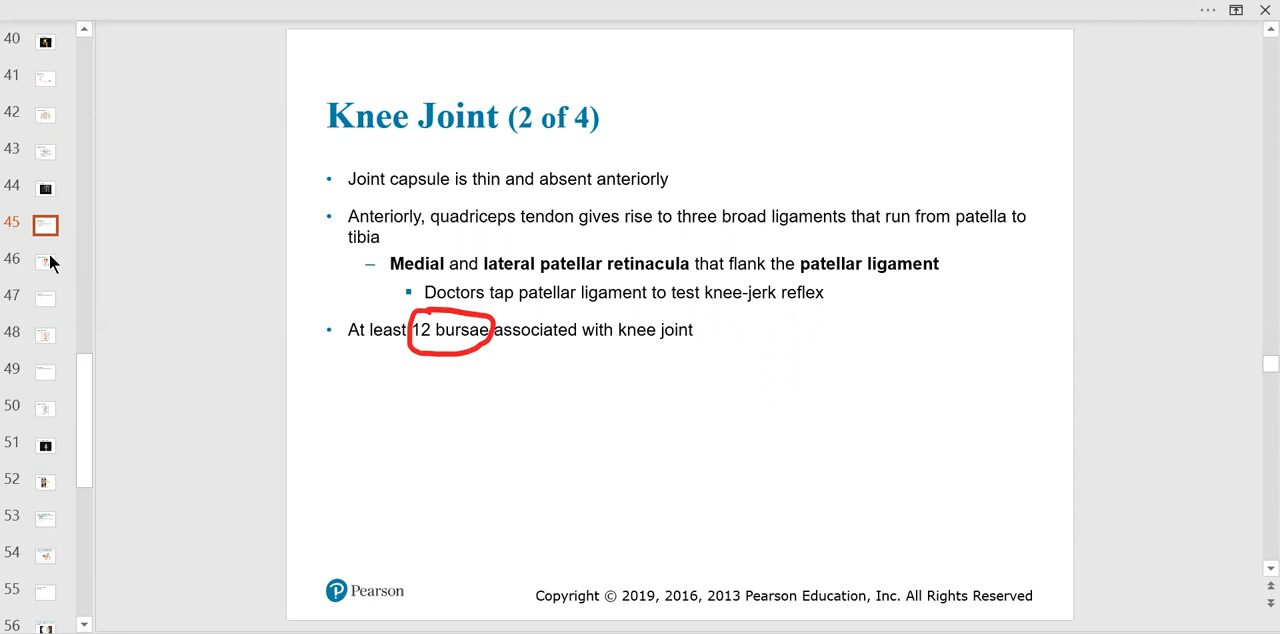 40
41
42
43
44
45
46
47
48
49
50
51
52
53
54
55
56
Knee Joint (2 of 4)
• Joint capsule is thin and absent anteriorly
• Anteriorly, quadriceps tendon gives rise to three broad ligaments that run from patella to
tibia
– Medial and lateral patellar retinacula that flank the patellar ligament
▪ Doctors tap patellar ligament to test knee-jerk reflex
• At least 12 bursae associated with knee joint
P Pearson
Copyright © 2019, 2016, 2013 Pearson Education, Inc. All Rights Reserved